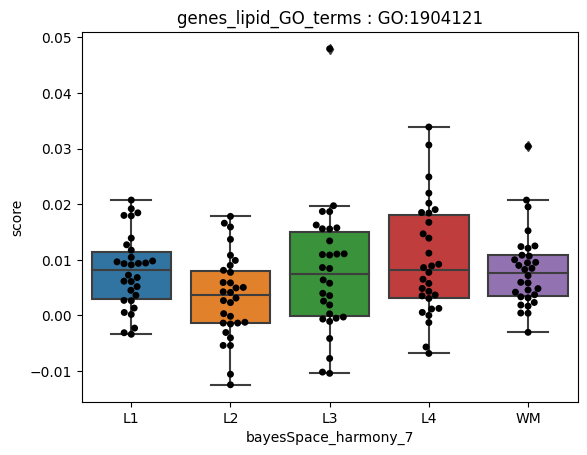 genes_lipid_GO_terms : GO:1904121
score
0.05
0.04
0.03
0.02
0.01
0.00
−0.01
L1 L2 L3 L4 WM
bayesSpace_harmony_7